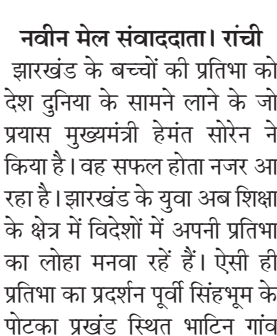 नवीन मेल संवाददाता। रांची
झारखंड के बच्चों की प्रतिभा को
देश दुनिया के सामने लाने के जो
प्रयास मुख्यमंत्री हेमंत सोरेन ने
किया है। वह सफल होता नजर आ
रहा है। झारखंड के युवा अब शिक्षा
के क्षेत्र में विदेशों में अपनी प्रतिभा
का लोहा मनवा रहें हैं। ऐसी ही
प्रतिभा का प्रदर्शन पूर्वी सिंहभूम के
पोटका प्रखंड स्थित भाटिन गांव